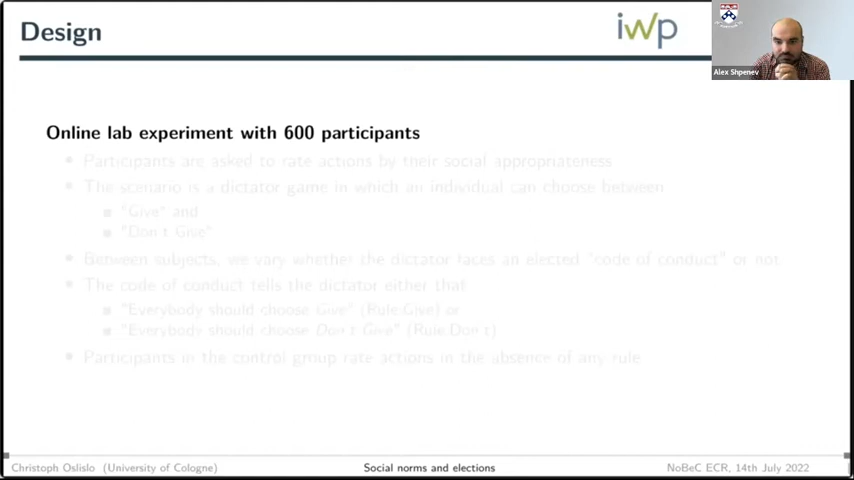 Design
iwp
Alex Shpenev
Online lab experiment with 600 participants
• Participants are asked to rate actions by their social appropriateness
• The scenario is a dictator game in which an individual can choose between
"Give" and
"Don't Give"
• Between subjects, we vary whether the dictator faces an elected "code of conduct" or not
• The code of conduct tells the dictator either that
"Everybody should choose Give" (Rule Give) or
"Everybody should choose Don't Give" (Rule Don't)
• Participants in the control group rate actions in the absence of any rule
Christoph Oslislo (University of Cologne) Social norms and elections NoBeC ECR, 14th July 2022